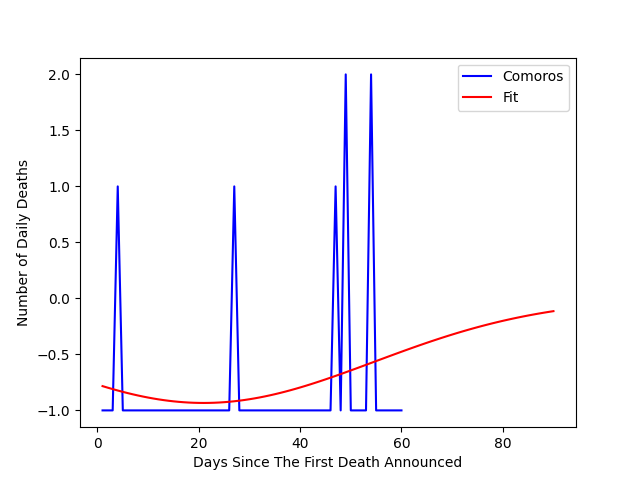 Comoros
Fit
2.0
1.5
1.0
0.5
0.0
−0.5
−1.0
Number of Daily Deaths
0 20 40 60 80
Days Since The First Death Announced